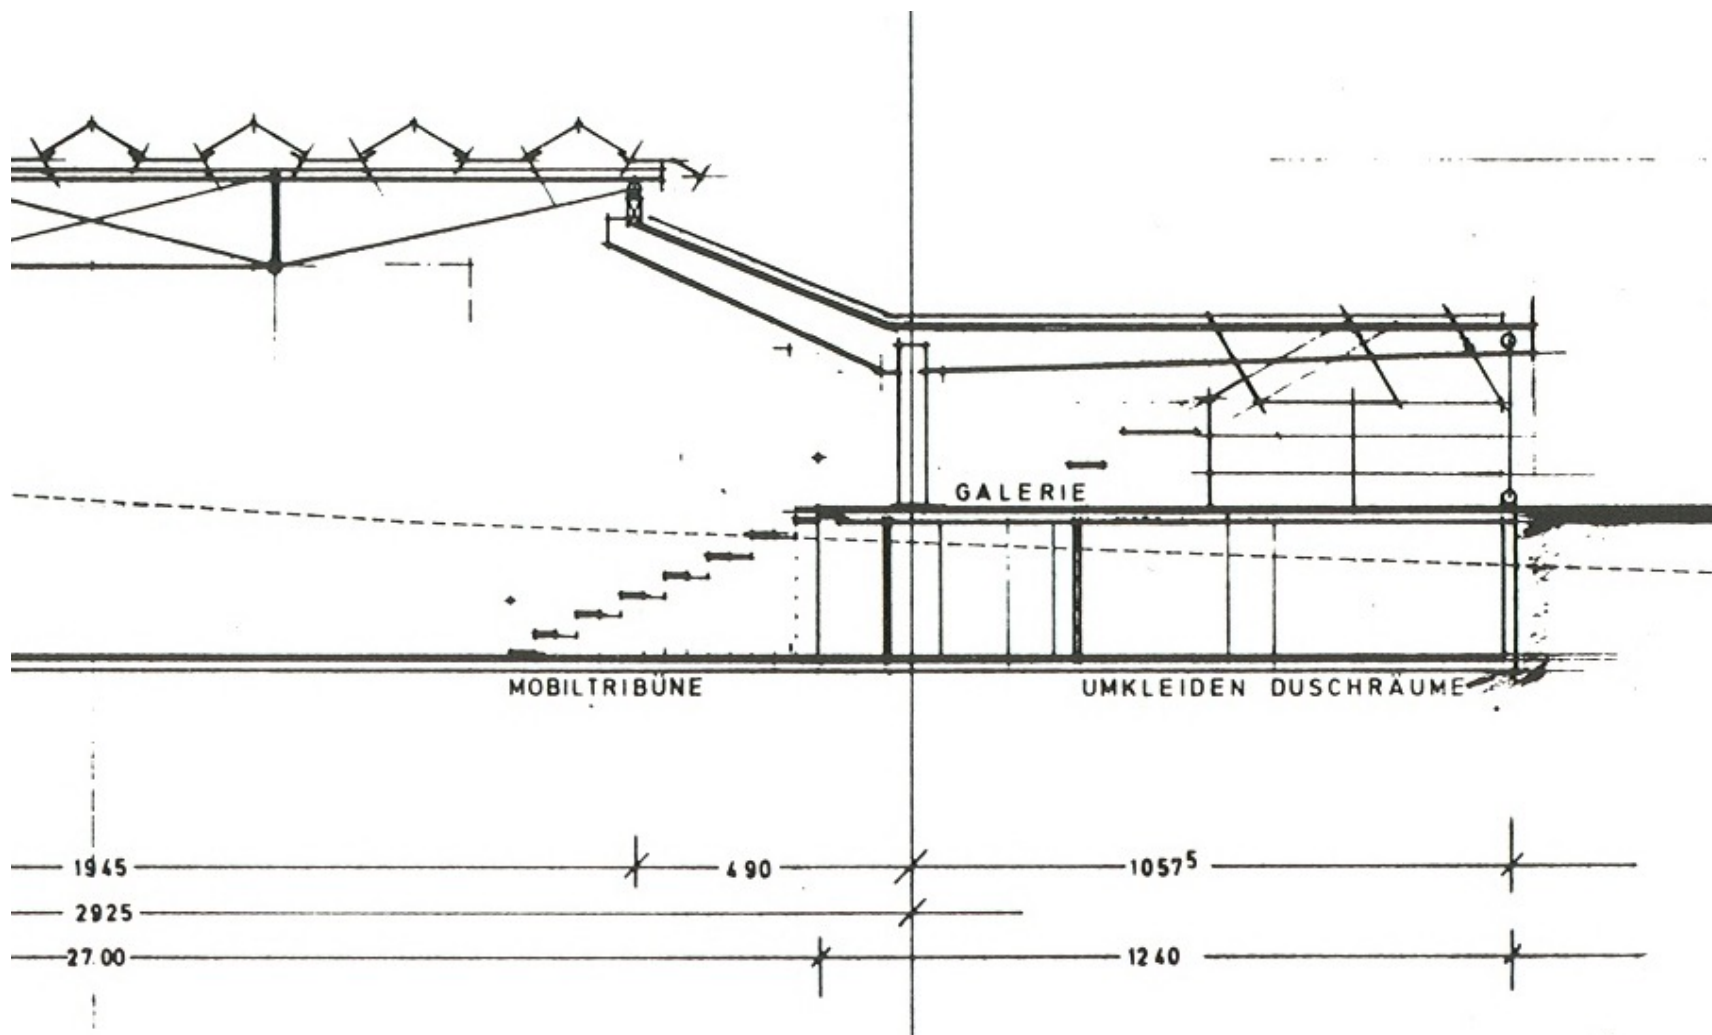 GALERIE
MOBILTRIBÜNE UMKLEIDEN DUSCHRÄUME
1945 490 1057⁵
2925
27.00 1240